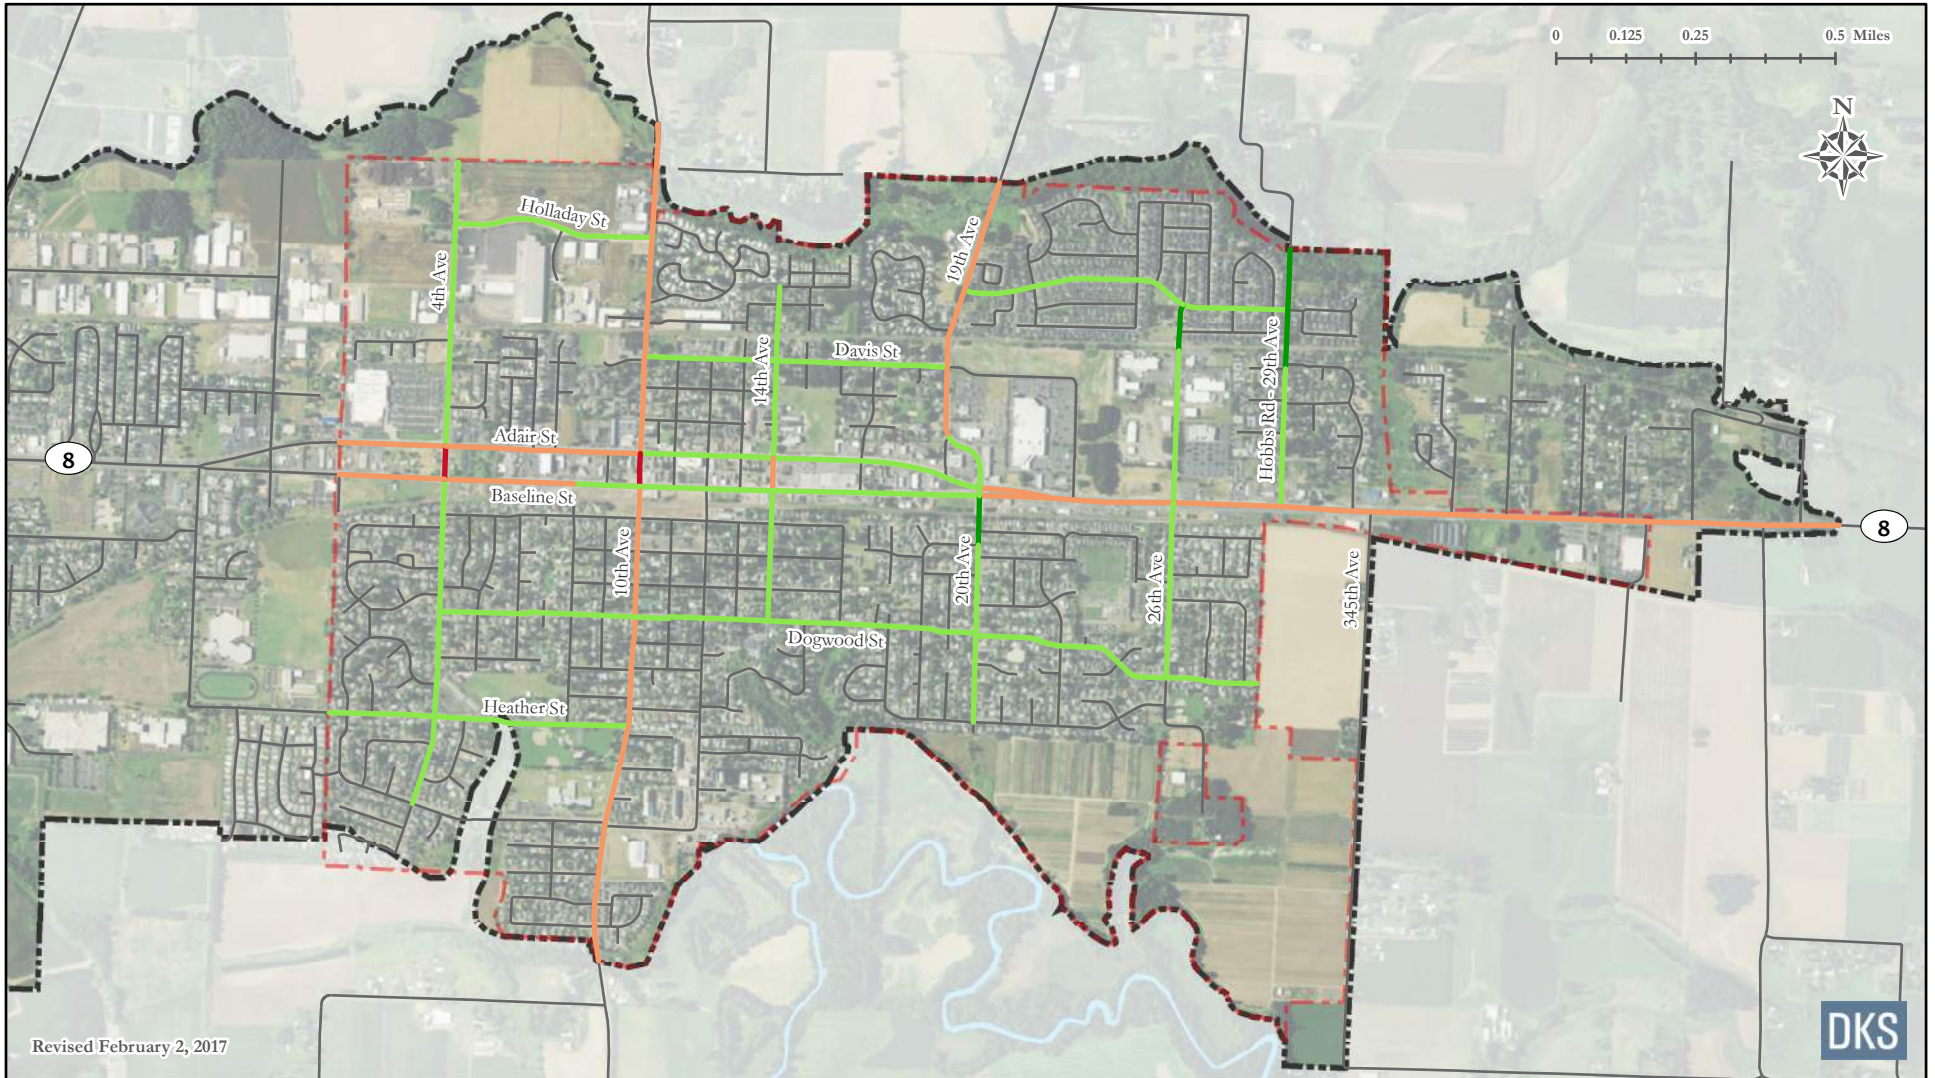 0 0.125 0.25 0.5 Miles
N
Holladay St
19th Ave
4th Ave
Hobbs Rd - 29th Ave
14th Ave
Davis St
Adair St
8
Baseline St
8
10th Ave
20th Ave
26th Ave
345th Ave
Dogwood St
Heather St
Revised February 2, 2017
DKS